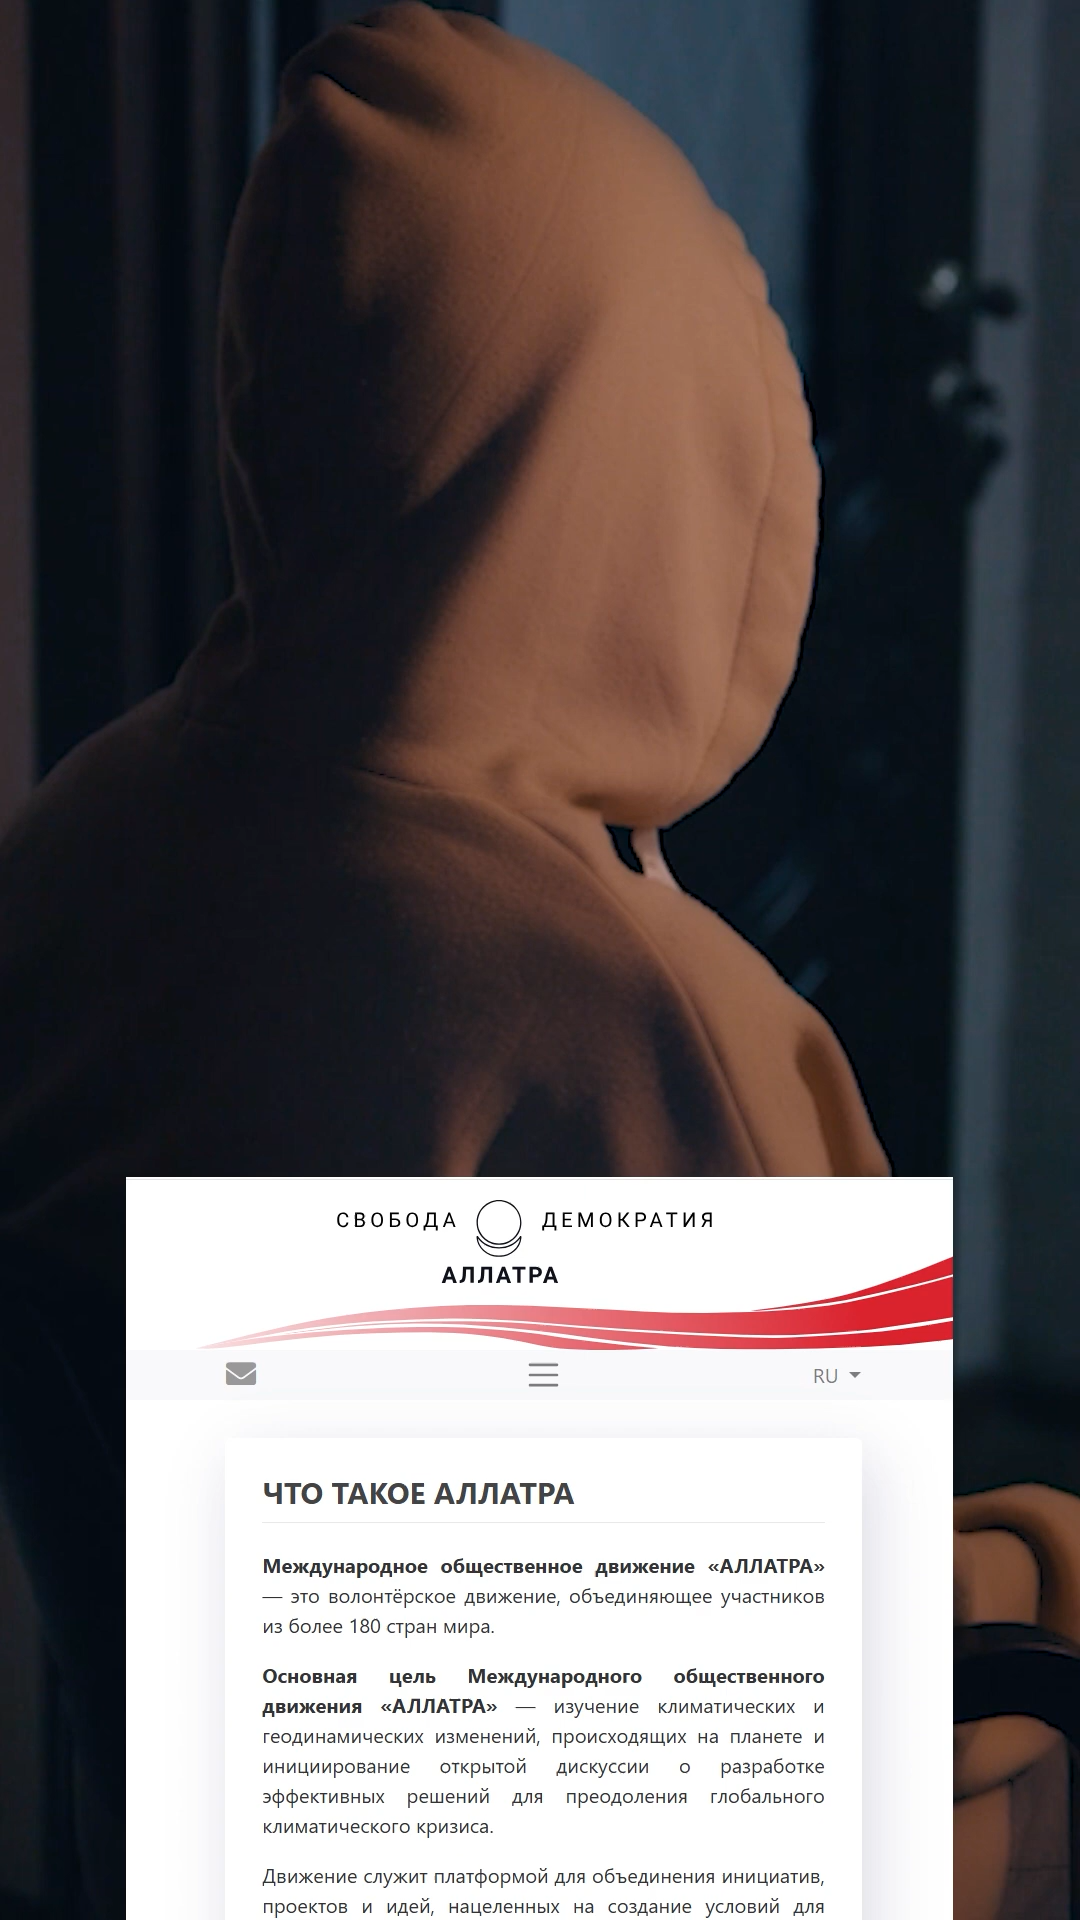 СВОБОДА ДЕМОКРАТИЯ
АЛЛАТРА
RU
ЧТО ТАКОЕ АЛЛАТРА
Международное общественное движение «АЛЛАТРА»
— это волонтёрское движение, объединяющее участников
из более 180 стран мира.
Основная цель Международного общественного
движения «АЛЛАТРА» — изучение климатических и
геодинамических изменений, происходящих на планете и
инициирование открытой дискуссии о разработке
эффективных решений для преодоления глобального
климатического кризиса.
Движение служит платформой для объединения инициатив,
проектов и идей, нацеленных на создание условий для